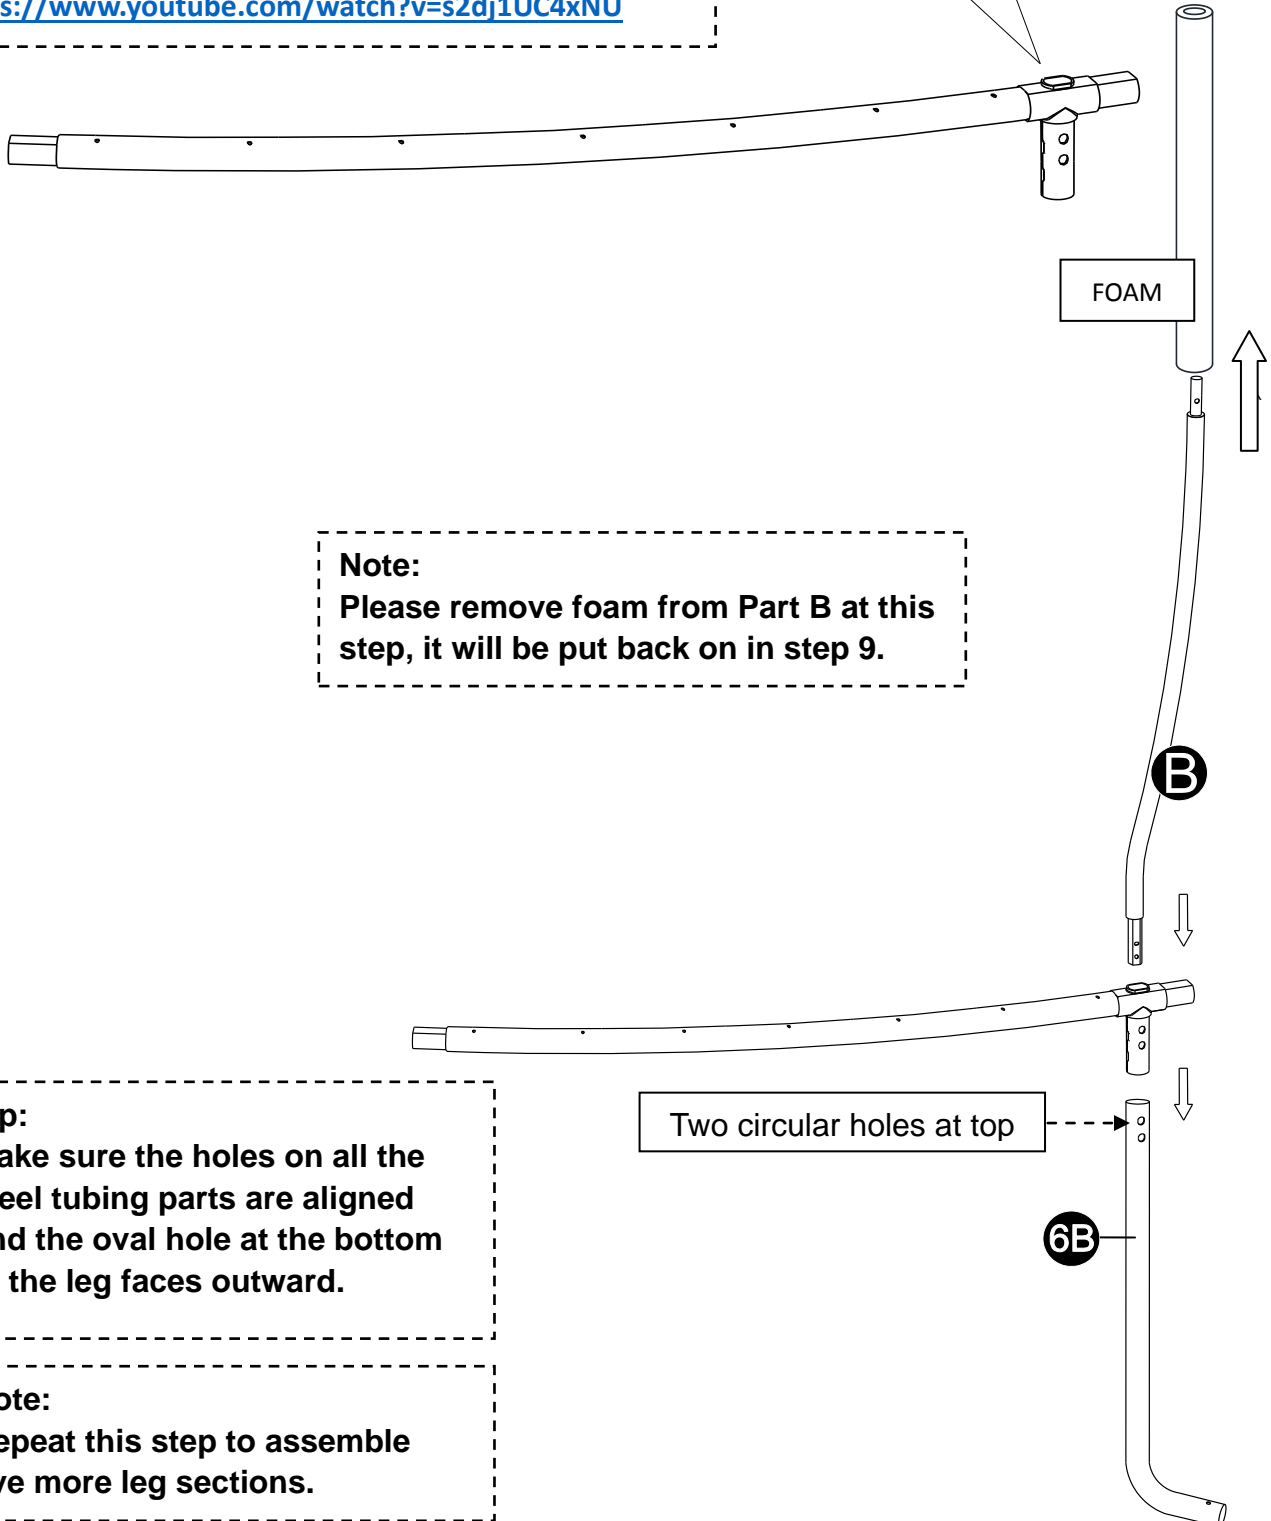 s://www.youtube.com/watch?v=s2dj1UC4xNU
FOAM
Note:
Please remove foam from Part B at this
step, it will be put back on in step 9.
B
Two circular holes at top
6B
p:
ake sure the holes on all the
eel tubing parts are aligned
nd the oval hole at the bottom
the leg faces outward.
ote:
epeat this step to assemble
ve more leg sections.